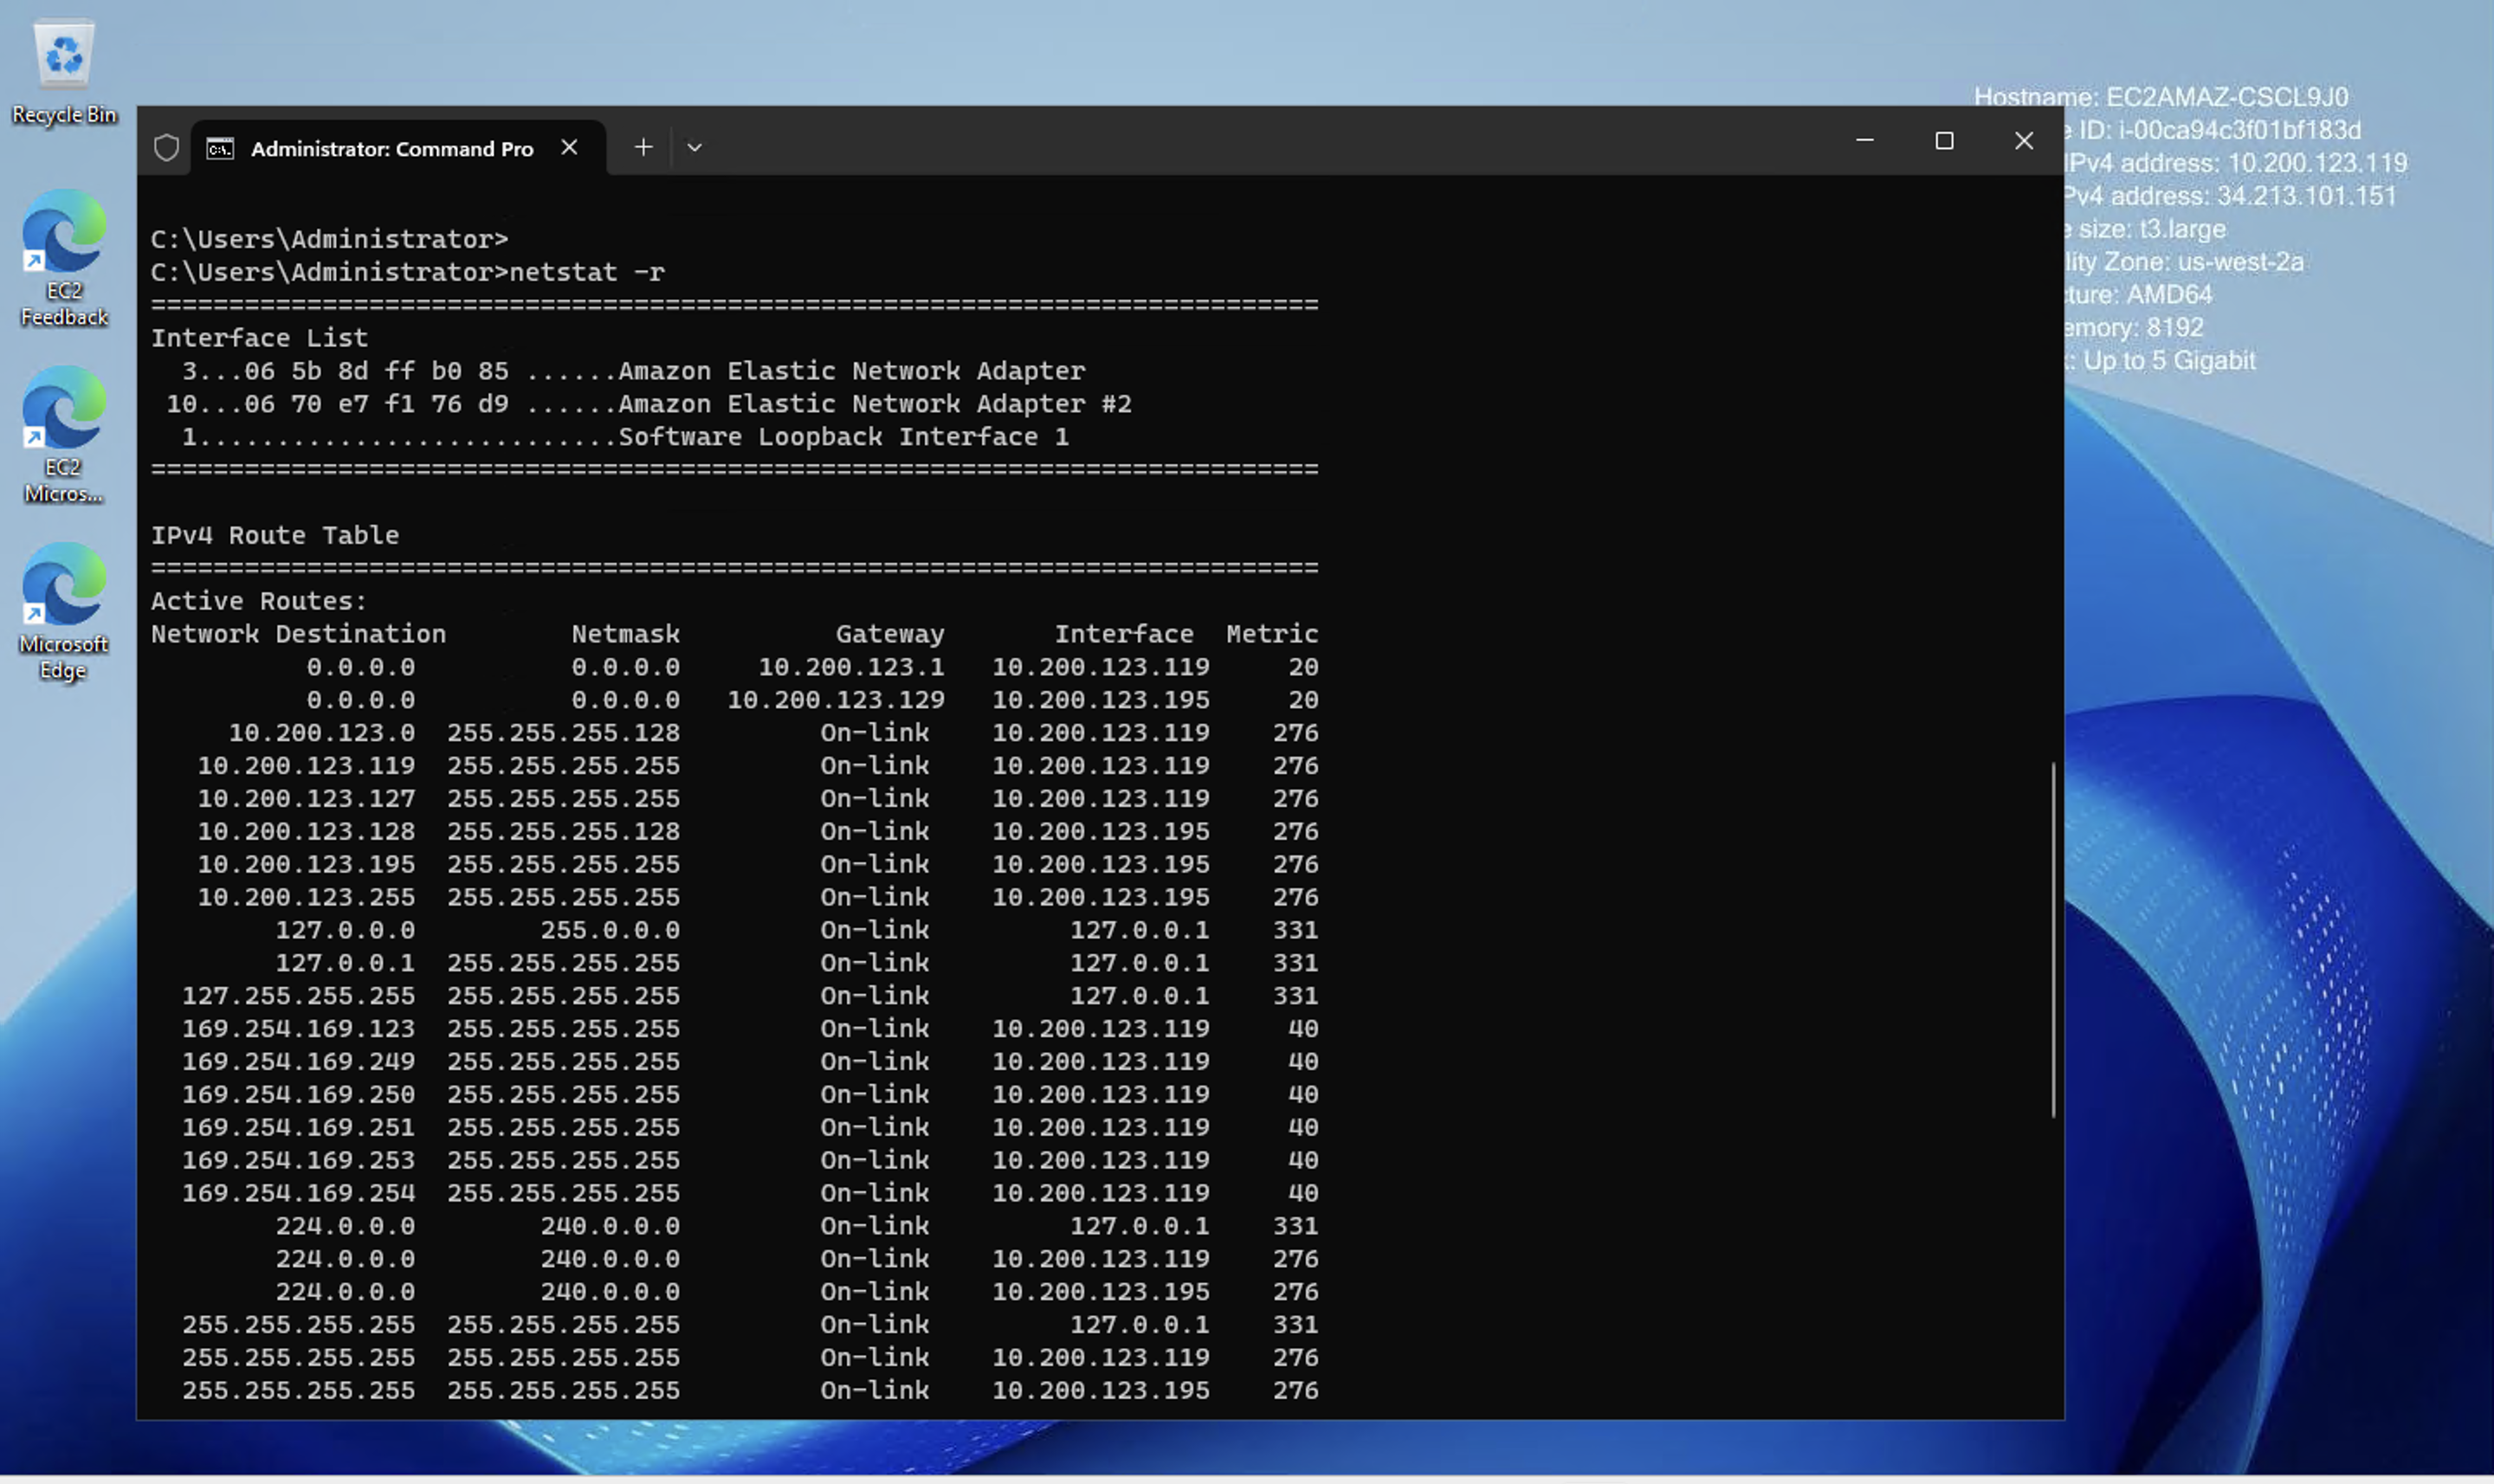 Recycle Bin
EC2
Feedback
EC2
Micros...
Microsoft
Edge
Hostname: EC2AMAZ-CSCL9J0
ID: i-00ca94c3f01bf183d
IPv4 address: 10.200.123.119
address: 34.213.101.151
size: t3.large
Zone: us-west-2a
AMD64
8192
Up to 5 Gigabit
Administrator: Command Pro
C:\Users\Administrator>
C:\Users\Administrator>netstat -r
===========================================================================
Interface List
3...06 5b 8d ff b0 85 ......Amazon Elastic Network Adapter
10...06 70 e7 f1 76 d9 ......Amazon Elastic Network Adapter #2
1...........................Software Loopback Interface 1
===========================================================================
IPv4 Route Table
===========================================================================
Active Routes:
Network Destination Netmask Gateway Interface Metric
0.0.0.0 0.0.0.0 10.200.123.1 10.200.123.119 20
0.0.0.0 0.0.0.0 10.200.123.129 10.200.123.195 20
10.200.123.0 255.255.255.128 On-link 10.200.123.119 276
10.200.123.119 255.255.255.255 On-link 10.200.123.119 276
10.200.123.127 255.255.255.255 On-link 10.200.123.119 276
10.200.123.128 255.255.255.128 On-link 10.200.123.195 276
10.200.123.195 255.255.255.255 On-link 10.200.123.195 276
10.200.123.255 255.255.255.255 On-link 10.200.123.195 276
127.0.0.0 255.0.0.0 On-link 127.0.0.1 331
127.0.0.1 255.255.255.255 On-link 127.0.0.1 331
127.255.255.255 255.255.255.255 On-link 127.0.0.1 331
169.254.169.123 255.255.255.255 On-link 10.200.123.119 40
169.254.169.249 255.255.255.255 On-link 10.200.123.119 40
169.254.169.250 255.255.255.255 On-link 10.200.123.119 40
169.254.169.251 255.255.255.255 On-link 10.200.123.119 40
169.254.169.253 255.255.255.255 On-link 10.200.123.119 40
169.254.169.254 255.255.255.255 On-link 10.200.123.119 40
224.0.0.0 240.0.0.0 On-link 127.0.0.1 331
224.0.0.0 240.0.0.0 On-link 10.200.123.119 276
224.0.0.0 240.0.0.0 On-link 10.200.123.195 276
255.255.255.255 255.255.255.255 On-link 127.0.0.1 331
255.255.255.255 255.255.255.255 On-link 10.200.123.119 276
255.255.255.255 255.255.255.255 On-link 10.200.123.195 276